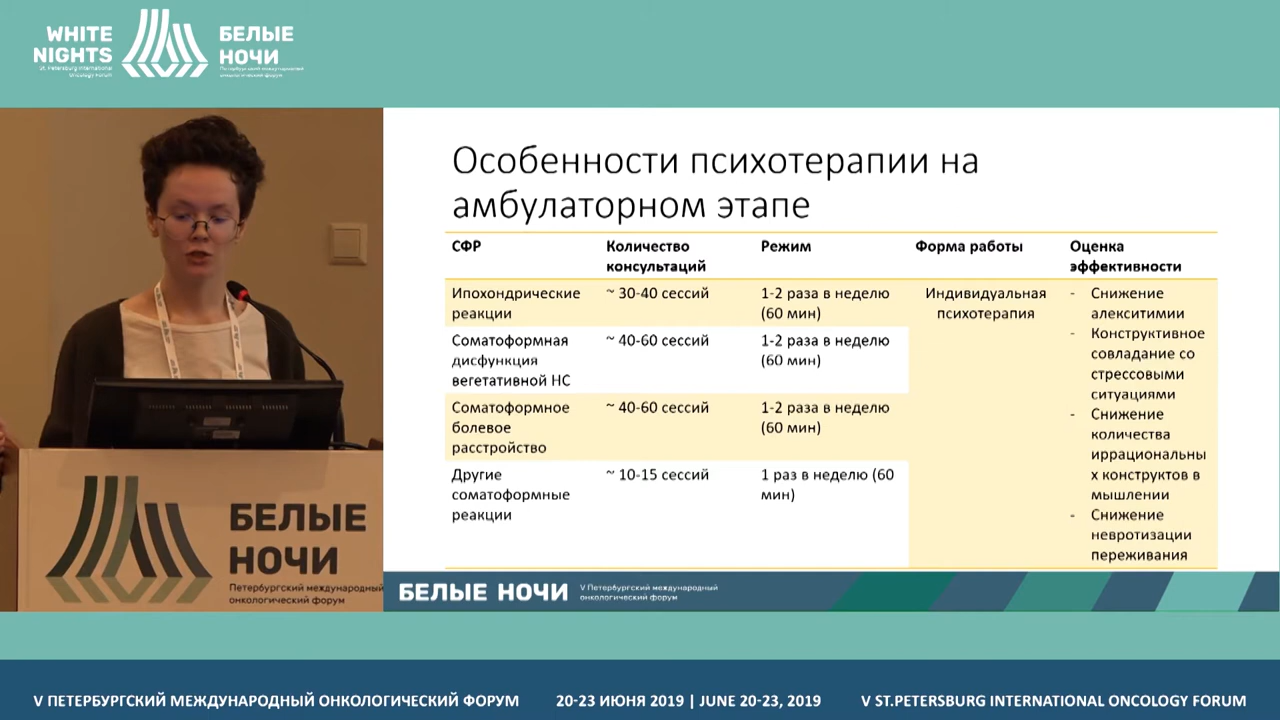 WHITE
NIGHTS
St. Petersburg International
Oncology Forum
БЕЛЫЕ
НОЧИ
Петербургский международный
онкологический форум
Особенности психотерапии на
амбулаторном этапе
СФР
Количество
консультаций
Режим
Форма работы
Оценка
эффективности
Ипохондрические
реакции
~ 30-40 сессий
1-2 раза в неделю
(60 мин)
Индивидуальная
психотерапия
- Снижение
алекситимии
- Конструктивное
совладание со
стрессовыми
ситуациями
- Снижение
количества
иррациональны
х конструктов в
мышлении
- Снижение
невротизации
переживания
Соматоформная
дисфункция
вегетативной НС
~ 40-60 сессий
1-2 раза в неделю
(60 мин)
Соматоформное
болевое
расстройство
~ 40-60 сессий
1-2 раза в неделю
(60 мин)
Другие
соматоформные
реакции
~ 10-15 сессий
1 раз в неделю (60
мин)
БЕЛЫЕ
НОЧИ
Петербургский международный
онкологический форум
БЕЛЫЕ НОЧИ
V Петербургский международный
онкологический форум
V ПЕТЕРБУРГСКИЙ МЕЖДУНАРОДНЫЙ ОНКОЛОГИЧЕСКИЙ ФОРУМ
20-23 ИЮНЯ 2019 | JUNE 20-23, 2019
V ST.PETERSBURG INTERNATIONAL ONCOLOGY FORUM